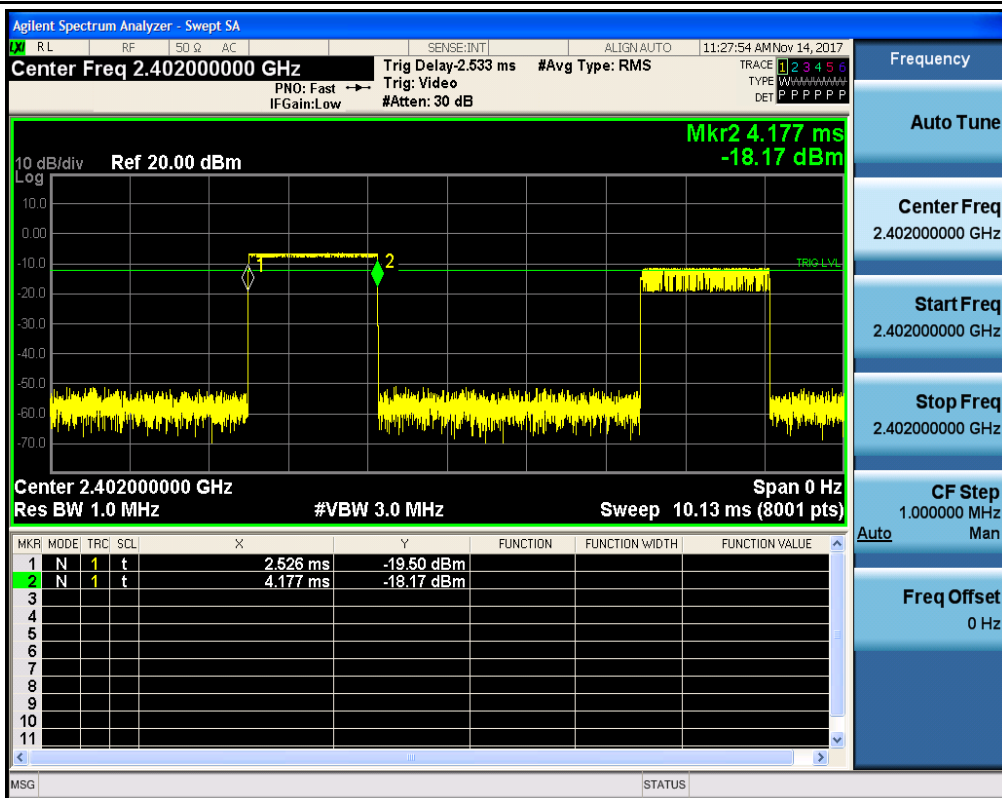 Agilent Spectrum Analyzer - Swept SA
LXI RL RF 50 Ω AC SENSE:INT ALIGN AUTO 11:27:54 AM Nov 14, 2017
Center Freq 2.402000000 GHz
PNO: Fast
IFGain:Low
Trig Delay-2.533 ms
Trig: Video
#Atten: 30 dB
#Avg Type: RMS
TRACE 1 2 3 4 5 6
TYPE
DET P P P P P P
Mkr2 4.177 ms
-18.17 dBm
10 dB/div Ref 20.00 dBm
Log
10.0
0.00
-10.0
-20.0
-30.0
-40.0
-50.0
-60.0
-70.0
1
2
TRIG LVL
Center 2.402000000 GHz Span 0 Hz
Res BW 1.0 MHz #VBW 3.0 MHz Sweep 10.13 ms (8001 pts)
MKR MODE TRC SCL X Y FUNCTION FUNCTION WIDTH FUNCTION VALUE
1 N 1 t 2.526 ms -19.50 dBm
2 N 1 t 4.177 ms -18.17 dBm
3
4
5
6
7
8
9
10
11
MSG STATUS
Frequency
Auto Tune
Center Freq
2.402000000 GHz
Start Freq
2.402000000 GHz
Stop Freq
2.402000000 GHz
CF Step
1.000000 MHz
Auto Man
Freq Offset
0 Hz